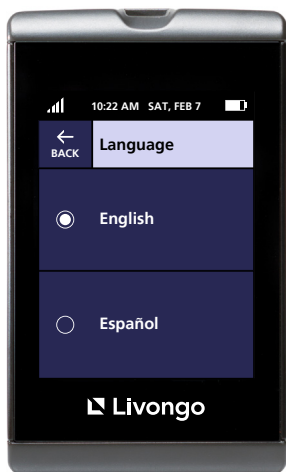 10:22 AM SAT, FEB 7
BACK
Language
English
Español
Livongo